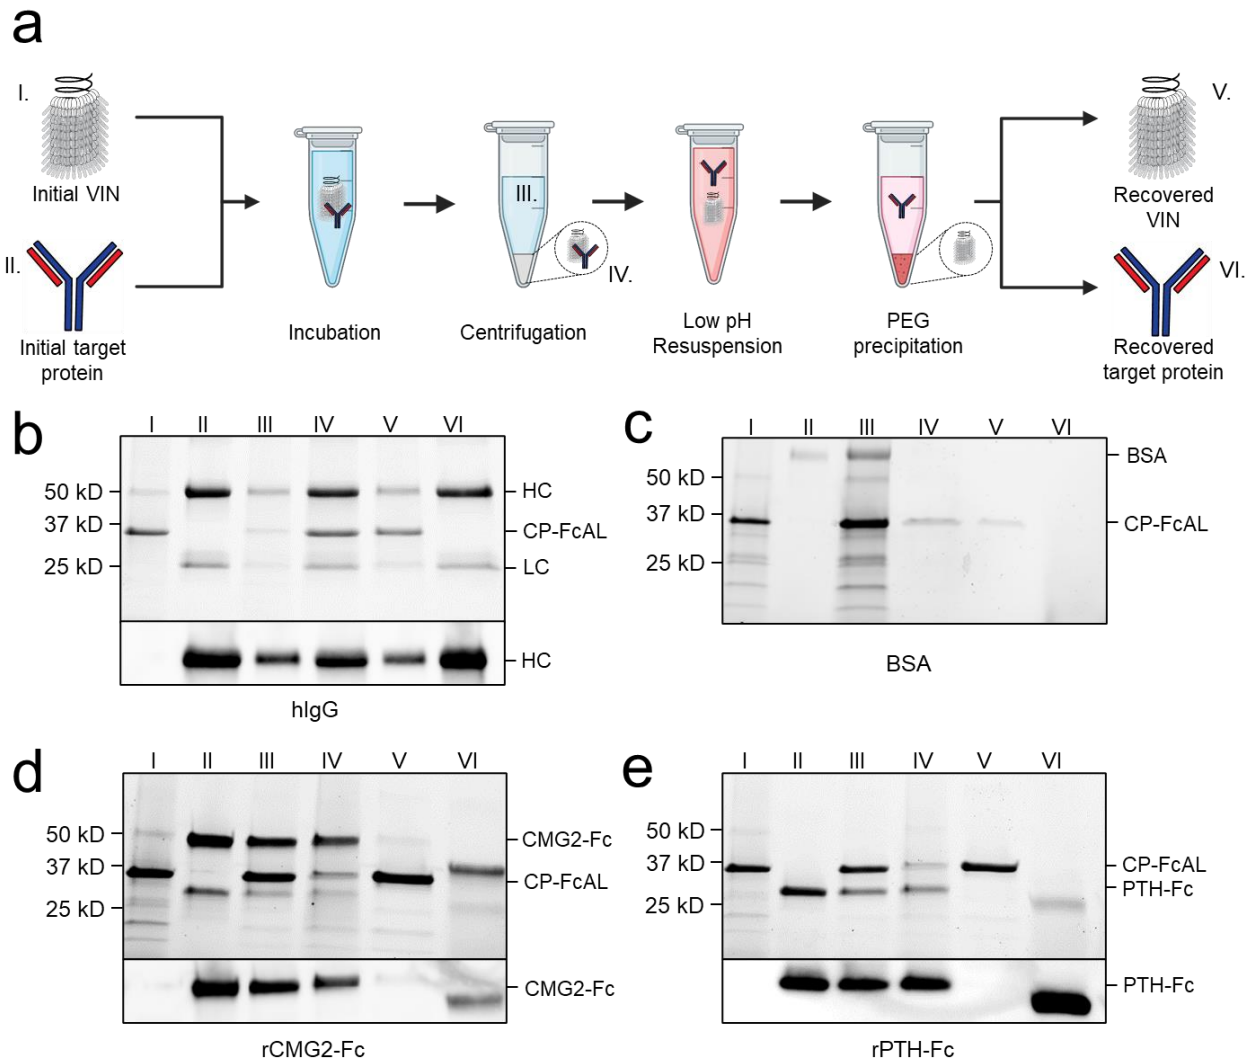 a
I.
Initial VIN
II.
Initial target
protein
Incubation
III.
IV.
Centrifugation
Low pH
Resuspension
PEG
precipitation
V.
Recovered
VIN
VI.
Recovered
target protein
b
I II III IV V VI
50 kD
37 kD
25 kD
HC
CP-FcAL
LC
HC
hIgG
c
I II III IV V VI
50 kD
37 kD
25 kD
BSA
CP-FcAL
BSA
d
I II III IV V VI
50 kD
37 kD
25 kD
CMG2-Fc
CP-FcAL
CMG2-Fc
rCMG2-Fc
e
I II III IV V VI
50 kD
37 kD
25 kD
CP-FcAL
PTH-Fc
PTH-Fc
rPTH-Fc